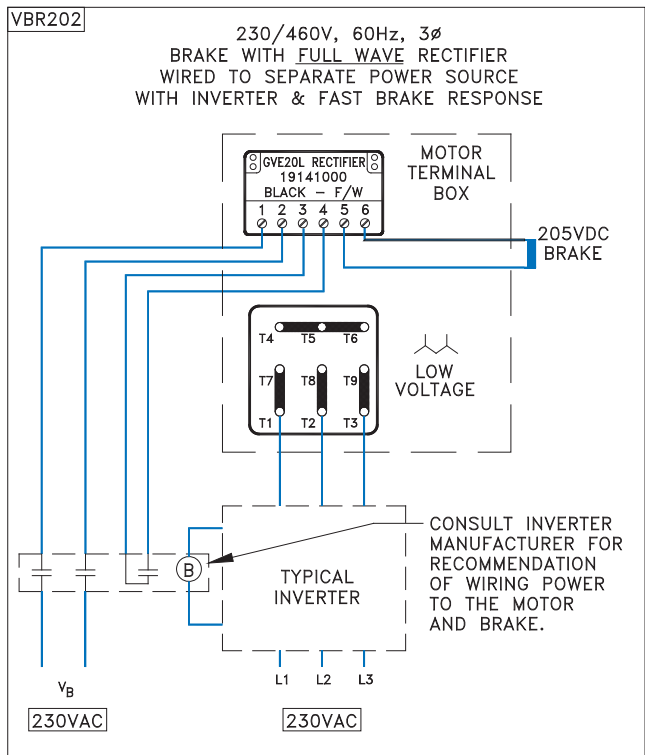 VBR202
230/460V, 60Hz, 3ø
BRAKE WITH FULL WAVE RECTIFIER
WIRED TO SEPARATE POWER SOURCE
WITH INVERTER & FAST BRAKE RESPONSE
GVE20L RECTIFIER
19141000
BLACK – F/W
1 2 3 4 5 6
MOTOR
TERMINAL
BOX
205VDC
BRAKE
T4 T5 T6
T7 T8 T9
T1 T2 T3
LOW
VOLTAGE
B
TYPICAL
INVERTER
CONSULT INVERTER
MANUFACTURER FOR
RECOMMENDATION
OF WIRING POWER
TO THE MOTOR
AND BRAKE.
L1 L2 L3
VB
230VAC
230VAC